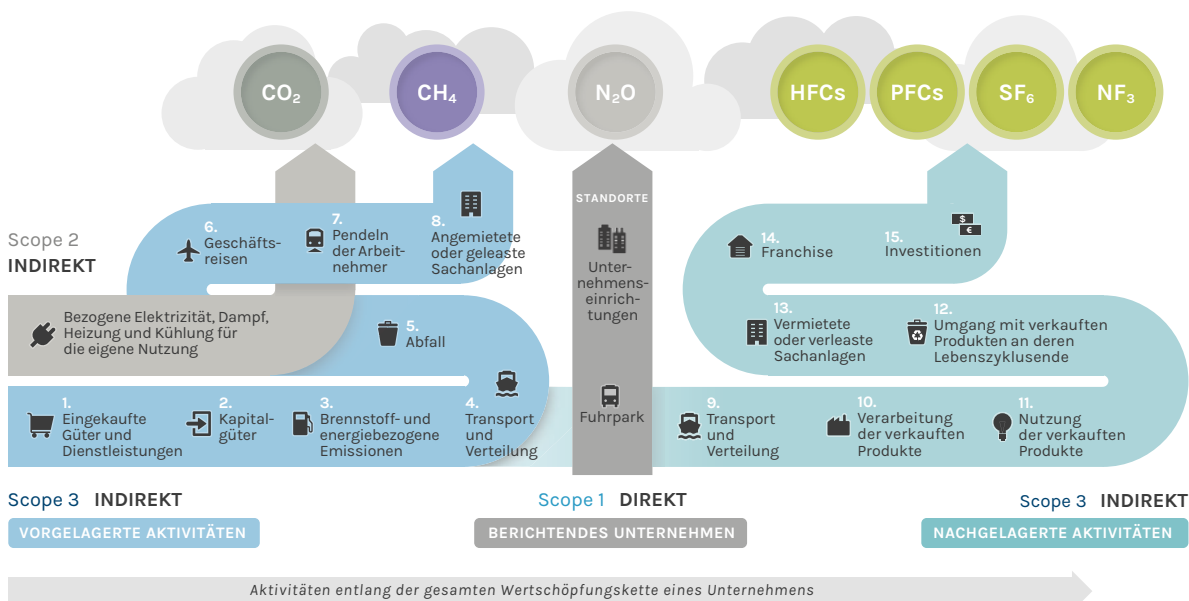 CO₂
CH₄
N₂O
HFCs
PFCs
SF₆
NF₃
Scope 2
INDIREKT
6.
Geschäfts-
reisen
7.
Pendeln
der Arbeit-
nehmer
8.
Angemietete
oder geleaste
Sachanlagen
STANDORTE
Unter-
nehmens-
einrich-
tungen
14.
Franchise
15.
Investitionen
$
€
Bezogene Elektrizität, Dampf,
Heizung und Kühlung für
die eigene Nutzung
5.
Abfall
13.
Vermietete
oder verleaste
Sachanlagen
12.
Umgang mit verkauften
Produkten an deren
Lebenszyklusende
1.
Eingekaufte
Güter und
Dienstleistungen
2.
Kapital-
güter
3.
Brennstoff- und
energiebezogene
Emissionen
4.
Transport
und
Verteilung
Fuhrpark
9.
Transport
und
Verteilung
10.
Verarbeitung
der verkauften
Produkte
11.
Nutzung
der verkauften
Produkte
Scope 3 INDIREKT
VORGELAGERTE AKTIVITÄTEN
Scope 1 DIREKT
BERICHTENDES UNTERNEHMEN
Scope 3 INDIREKT
NACHGELAGERTE AKTIVITÄTEN
Aktivitäten entlang der gesamten Wertschöpfungskette eines Unternehmens